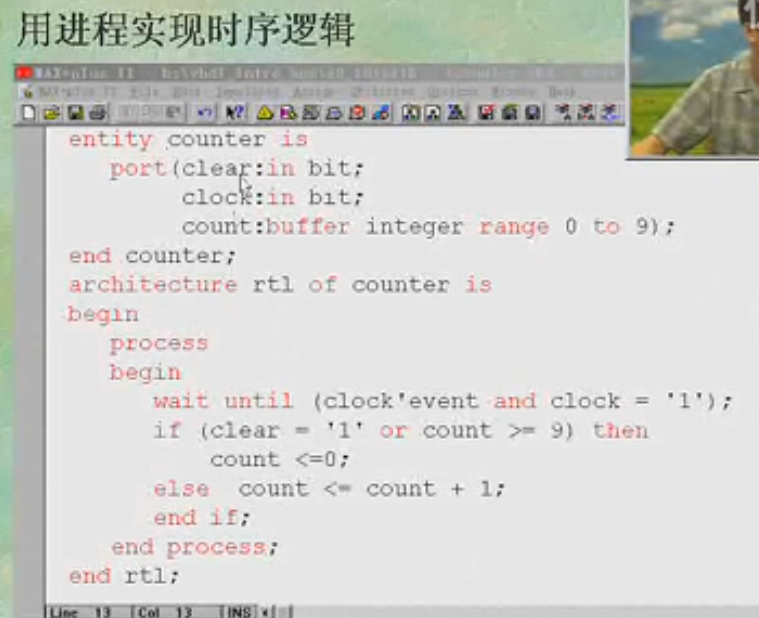 用进程实现时序逻辑
MAX+plus II
entity counter is
port(clear:in bit;
clock:in bit;
count:buffer integer range 0 to 9);
end counter;
architecture rtl of counter is
begin
process
begin
wait until (clock'event and clock = '1');
if (clear = '1' or count >= 9) then
count <=0;
else count <= count + 1;
end if;
end process;
end rtl;
Line 13 Col 13 INS